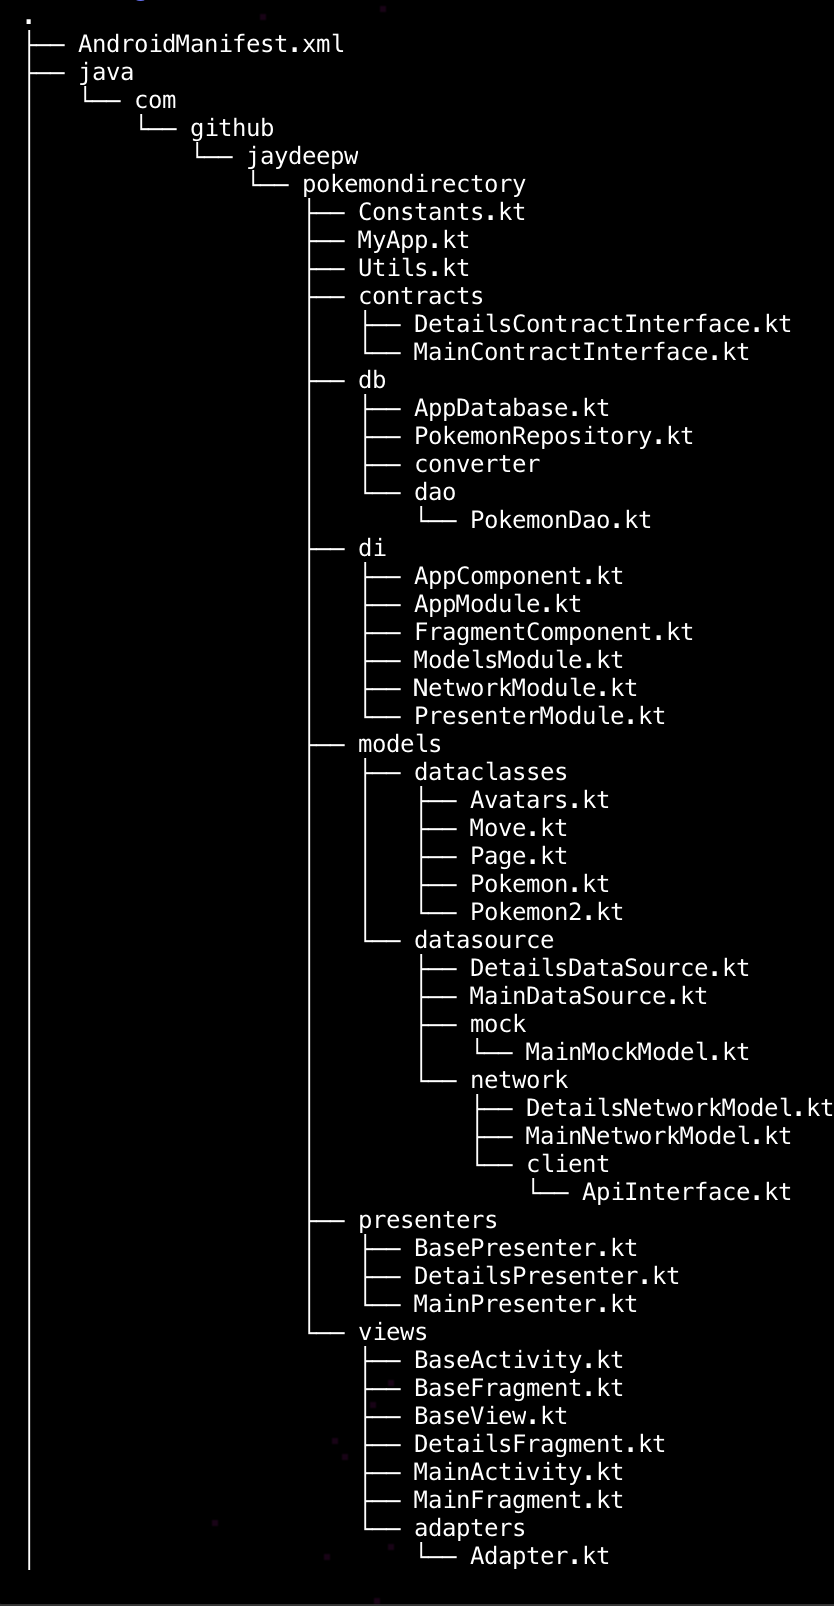 .
├── AndroidManifest.xml
├── java
│   └── com
│       └── github
│           └── jaydeepw
│               └── pokemondirectory
│                   ├── Constants.kt
│                   ├── MyApp.kt
│                   ├── Utils.kt
│                   ├── contracts
│                   │   ├── DetailsContractInterface.kt
│                   │   └── MainContractInterface.kt
│                   ├── db
│                   │   ├── AppDatabase.kt
│                   │   ├── PokemonRepository.kt
│                   │   ├── converter
│                   │   └── dao
│                   │       └── PokemonDao.kt
│                   ├── di
│                   │   ├── AppComponent.kt
│                   │   ├── AppModule.kt
│                   │   ├── FragmentComponent.kt
│                   │   ├── ModelsModule.kt
│                   │   ├── NetworkModule.kt
│                   │   └── PresenterModule.kt
│                   ├── models
│                   │   ├── dataclasses
│                   │   │   ├── Avatars.kt
│                   │   │   ├── Move.kt
│                   │   │   ├── Page.kt
│                   │   │   ├── Pokemon.kt
│                   │   │   └── Pokemon2.kt
│                   │   └── datasource
│                   │       ├── DetailsDataSource.kt
│                   │       ├── MainDataSource.kt
│                   │       ├── mock
│                   │       │   └── MainMockModel.kt
│                   │       └── network
│                   │           ├── DetailsNetworkModel.kt
│                   │           ├── MainNetworkModel.kt
│                   │           └── client
│                   │               └── ApiInterface.kt
│                   ├── presenters
│                   │   ├── BasePresenter.kt
│                   │   ├── DetailsPresenter.kt
│                   │   └── MainPresenter.kt
│                   └── views
│                       ├── BaseActivity.kt
│                       ├── BaseFragment.kt
│                       ├── BaseView.kt
│                       ├── DetailsFragment.kt
│                       ├── MainActivity.kt
│                       ├── MainFragment.kt
│                       └── adapters
│                           └── Adapter.kt